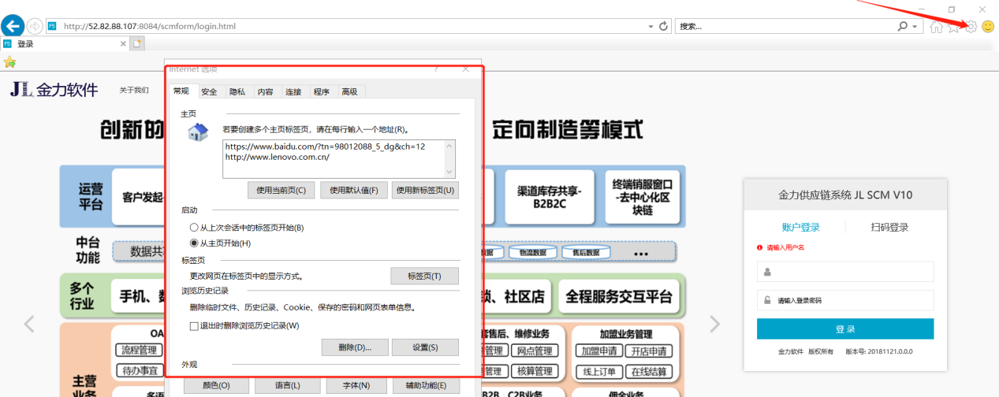 http://52.82.88.107:8084/scmform/login.html
搜索...
登录
JL 金力软件
关于我们
Internet 选项
常规 安全 隐私 内容 连接 程序 高级
创新的
定向制造等模式
主页
若要创建多个主页标签页，请在每行输入一个地址(R)。
https://www.baidu.com/?tn=98012088_5_dg&ch=12
http://www.lenovo.com.cn/
使用当前页(C) 使用默认值(F) 使用新标签页(U)
启动
从上次会话中的标签页开始(B)
从主页开始(H)
标签页
更改网页在标签页中的显示方式。
标签页(T)
浏览历史记录
删除临时文件、历史记录、Cookie、保存的密码和网页表单信息。
退出时删除浏览历史记录(W)
删除(D)... 设置(S)
外观
颜色(O) 语言(L) 字体(N) 辅助功能(E)
运营
平台
客户发起
渠道库存共享-
B2B2C
终端销服窗口
-去中心化区
块链
中台
功能
数据共
数据 物流数据 售后数据 •••
多个
行业
手机、
、社区店
全程服务交互平台
主营
业务
OA
流程管理
待办事宜
售后、维修业务
管理 网点管理
管理 核算管理
加盟业务管理
加盟申请 开店申请
线上订单 在线结算
B2B、C2B业务
佣金业务
金力供应链系统 JL SCM V10
账户登录 扫码登录
请输入用户名
请输入登录密码
登 录
金力软件 版权所有 版本号: 20181121.0.0.0